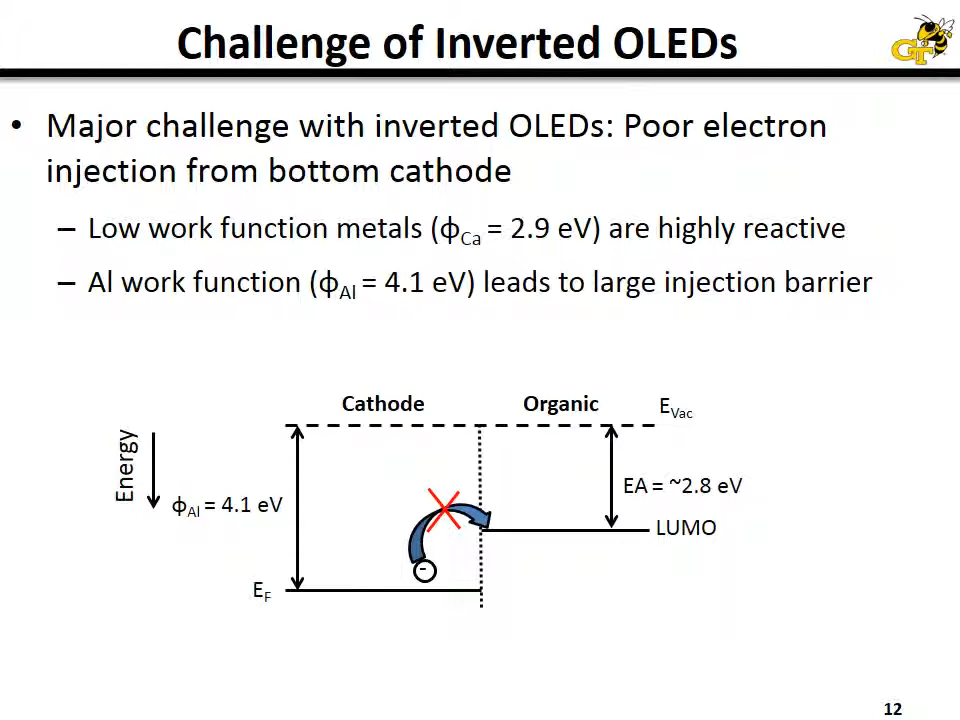 Challenge of Inverted OLEDs
GT
• Major challenge with inverted OLEDs: Poor electron
injection from bottom cathode
– Low work function metals (ϕCa = 2.9 eV) are highly reactive
– Al work function (ϕAl = 4.1 eV) leads to large injection barrier
Cathode
Organic
EVac
Energy
ϕAl = 4.1 eV
EA = ~2.8 eV
LUMO
-
EF
12